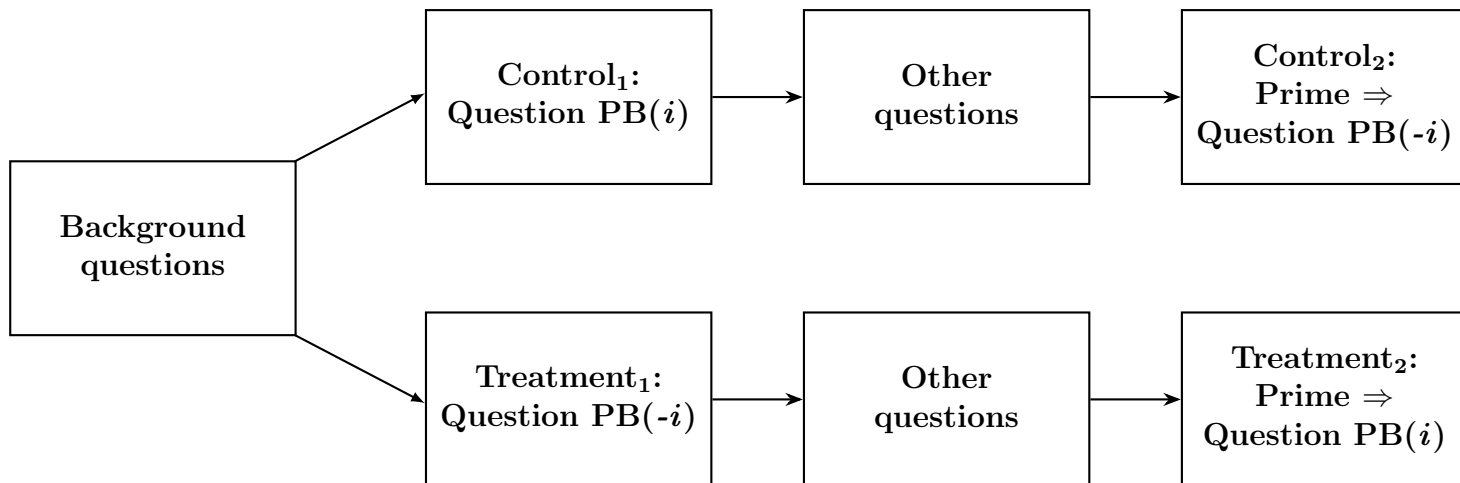 Background
questions
Control₁:
Question PB(i)
Other
questions
Control₂:
Prime ⇒
Question PB(-i)
Treatment₁:
Question PB(-i)
Other
questions
Treatment₂:
Prime ⇒
Question PB(i)